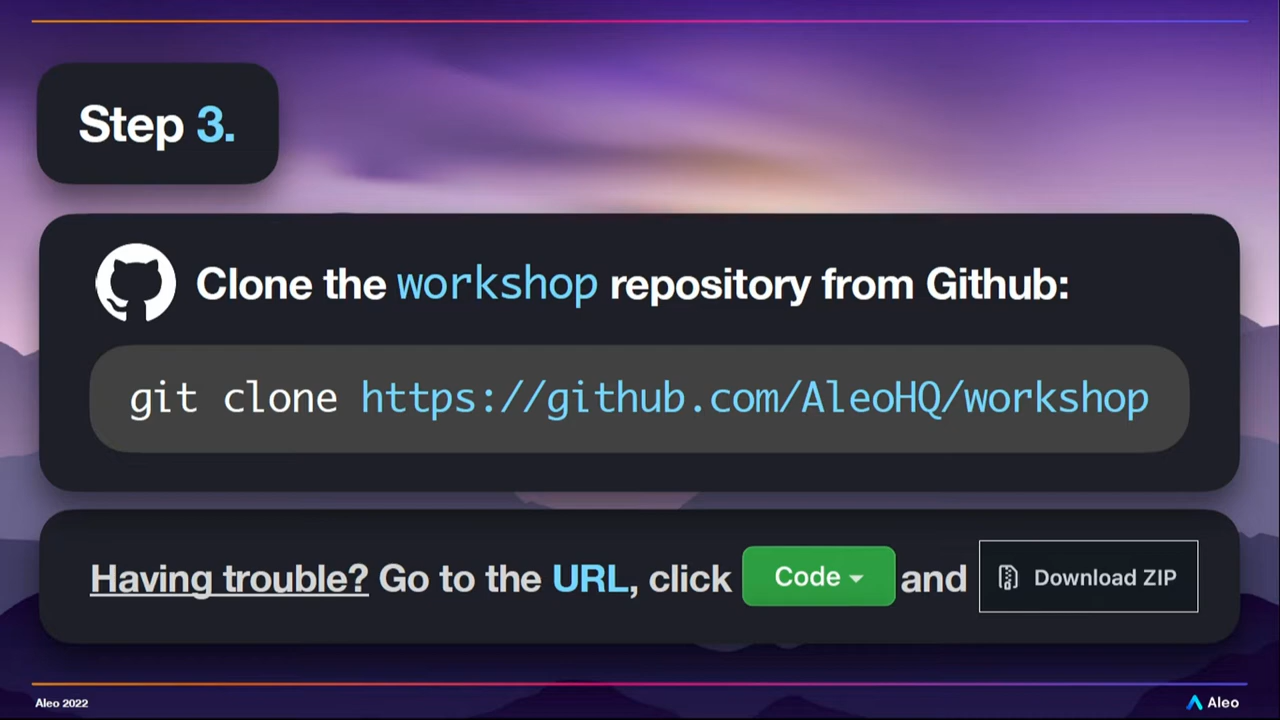 Step 3.
Clone the workshop repository from Github:
git clone https://github.com/AleoHQ/workshop
Having trouble? Go to the URL, click Code and Download ZIP
Aleo 2022
Aleo